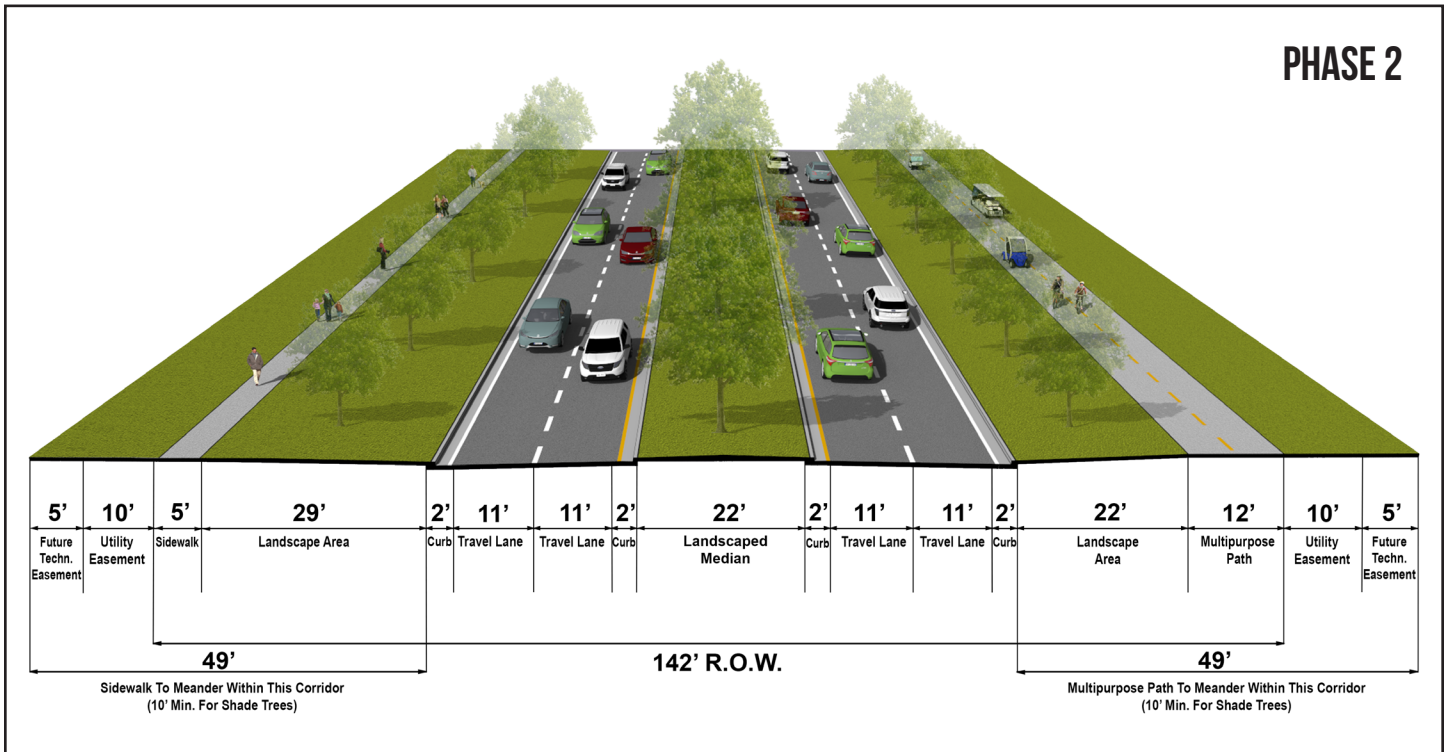 PHASE 2
5’ 10’ 5’ 29’ 2’ 11’ 11’ 2’ 22’ 2’ 11’ 11’ 2’ 22’ 12’ 10’ 5’
Future Techn. Easement
Utility Easement
Sidewalk
Landscape Area
Curb
Travel Lane
Travel Lane
Curb
Landscaped Median
Curb
Travel Lane
Travel Lane
Curb
Landscape Area
Multipurpose Path
Utility Easement
Future Techn. Easement
49’
142’ R.O.W.
49’
Sidewalk To Meander Within This Corridor
(10’ Min. For Shade Trees)
Multipurpose Path To Meander Within This Corridor
(10’ Min. For Shade Trees)